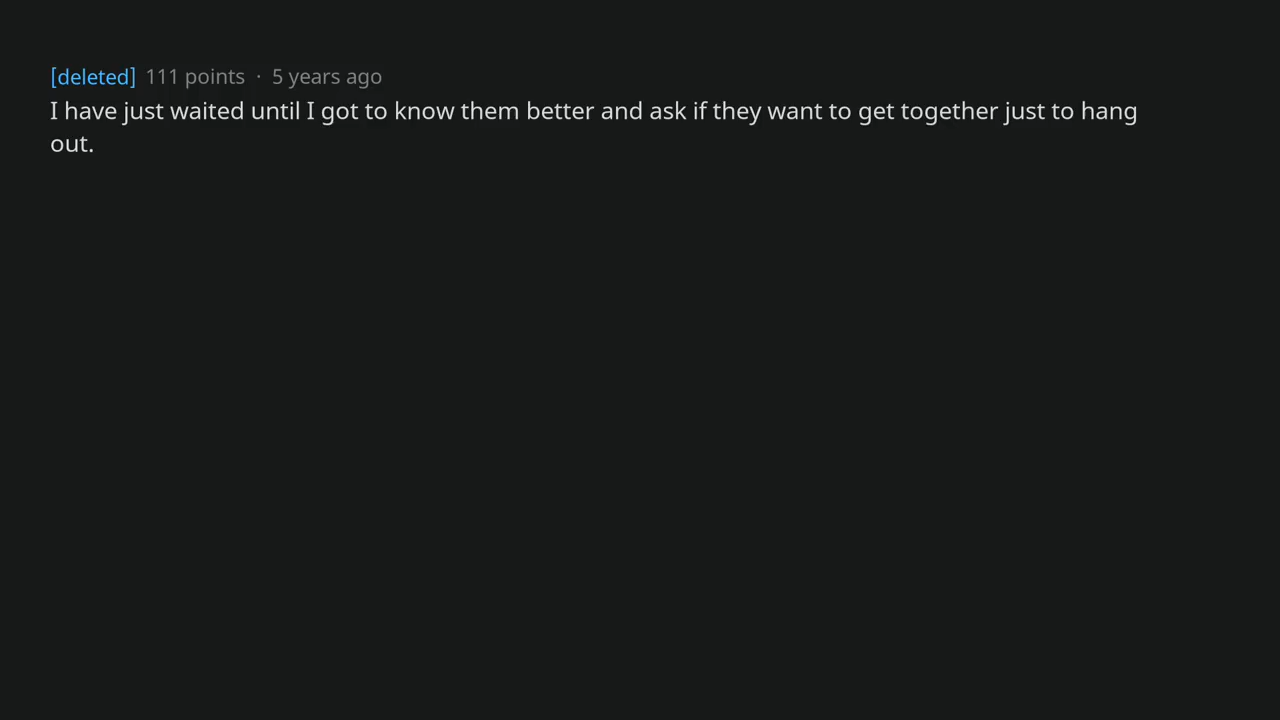 [deleted] 111 points · 5 years ago
I have just waited until I got to know them better and ask if they want to get together just to hang
out.